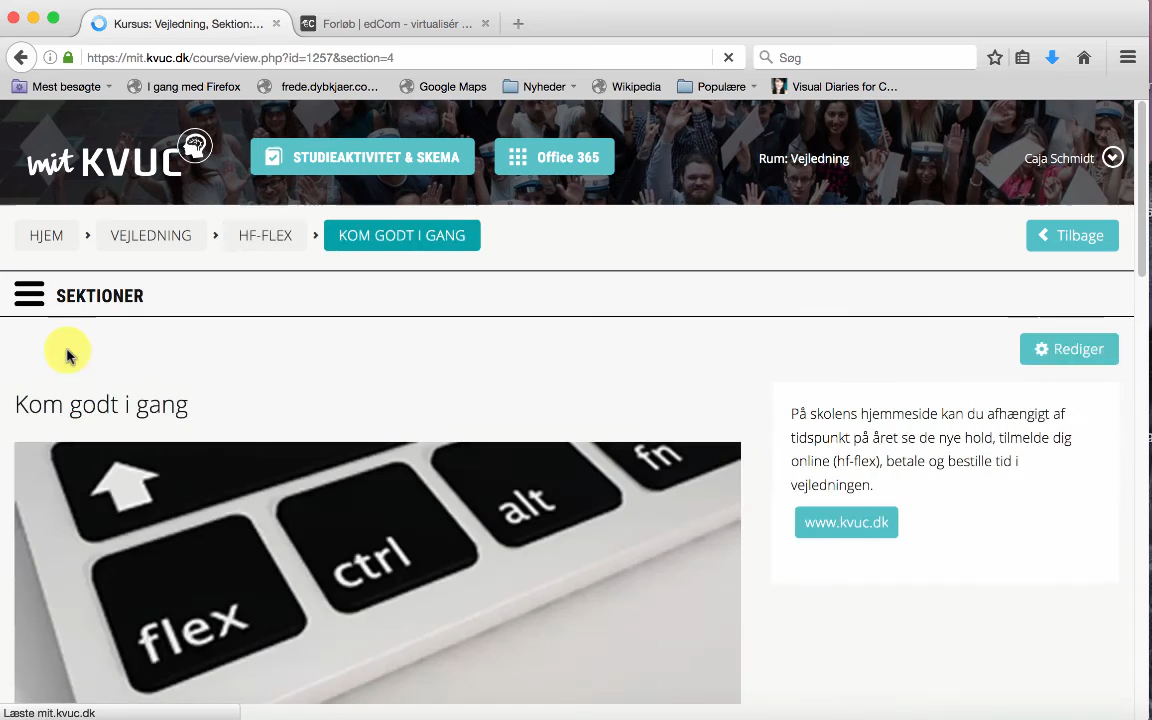 Kursus: Vejledning, Sektion:...
Forløb | edCom - virtualisér ...
https://mit.kvuc.dk/course/view.php?id=1257&section=4
Søg
Mest besøgte
I gang med Firefox
frede.dybkjaer.co...
Google Maps
Nyheder
Wikipedia
Populære
Visual Diaries for C...
mit KVUC
STUDIEAKTIVITET & SKEMA
Office 365
Rum: Vejledning
Caja Schmidt
HJEM
VEJLEDNING
HF-FLEX
KOM GODT I GANG
Tilbage
SEKTIONER
Rediger
Kom godt i gang
På skolens hjemmeside kan du afhængigt af
tidspunkt på året se de nye hold, tilmelde dig
online (hf-flex), betale og bestille tid i
vejledningen.
www.kvuc.dk
fn
alt
ctrl
flex
Læste mit.kvuc.dk